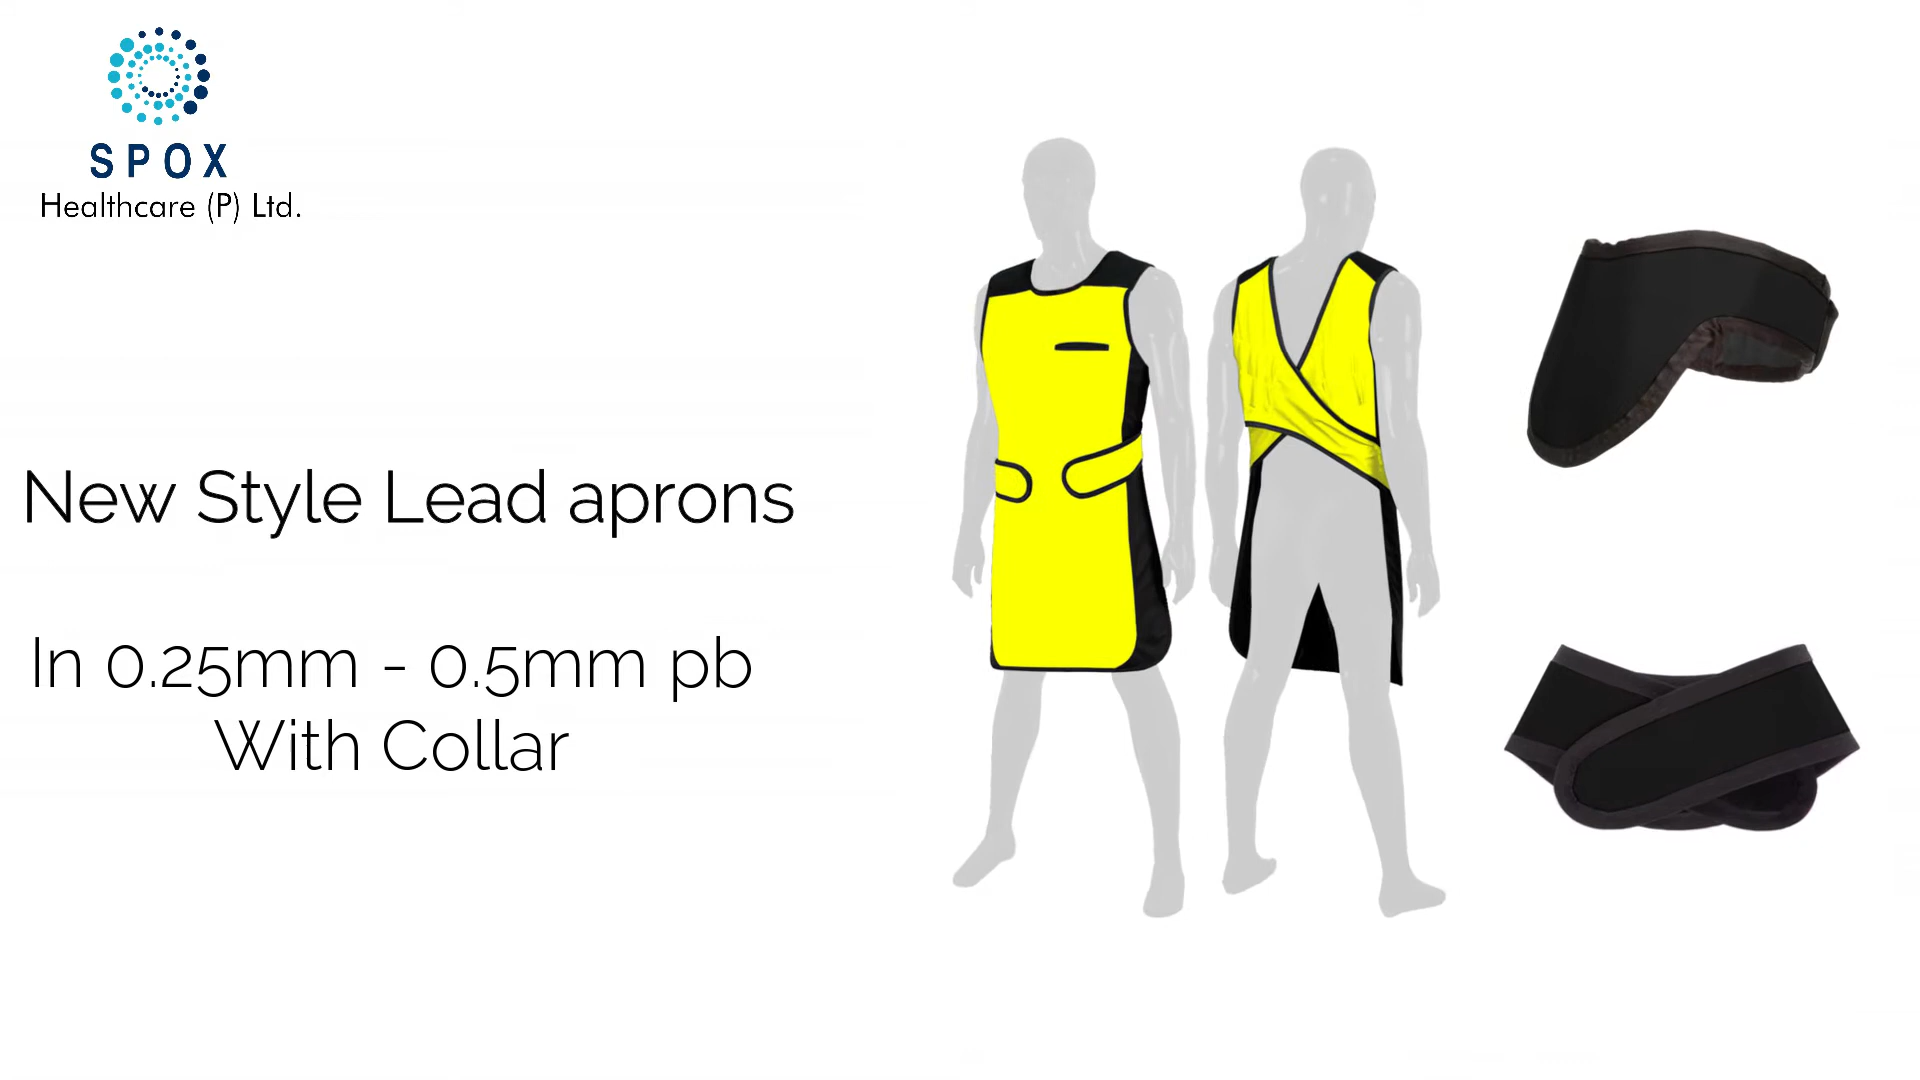 SPOX
Healthcare (P) Ltd.
New Style Lead aprons
In 0.25mm - 0.5mm pb
With Collar